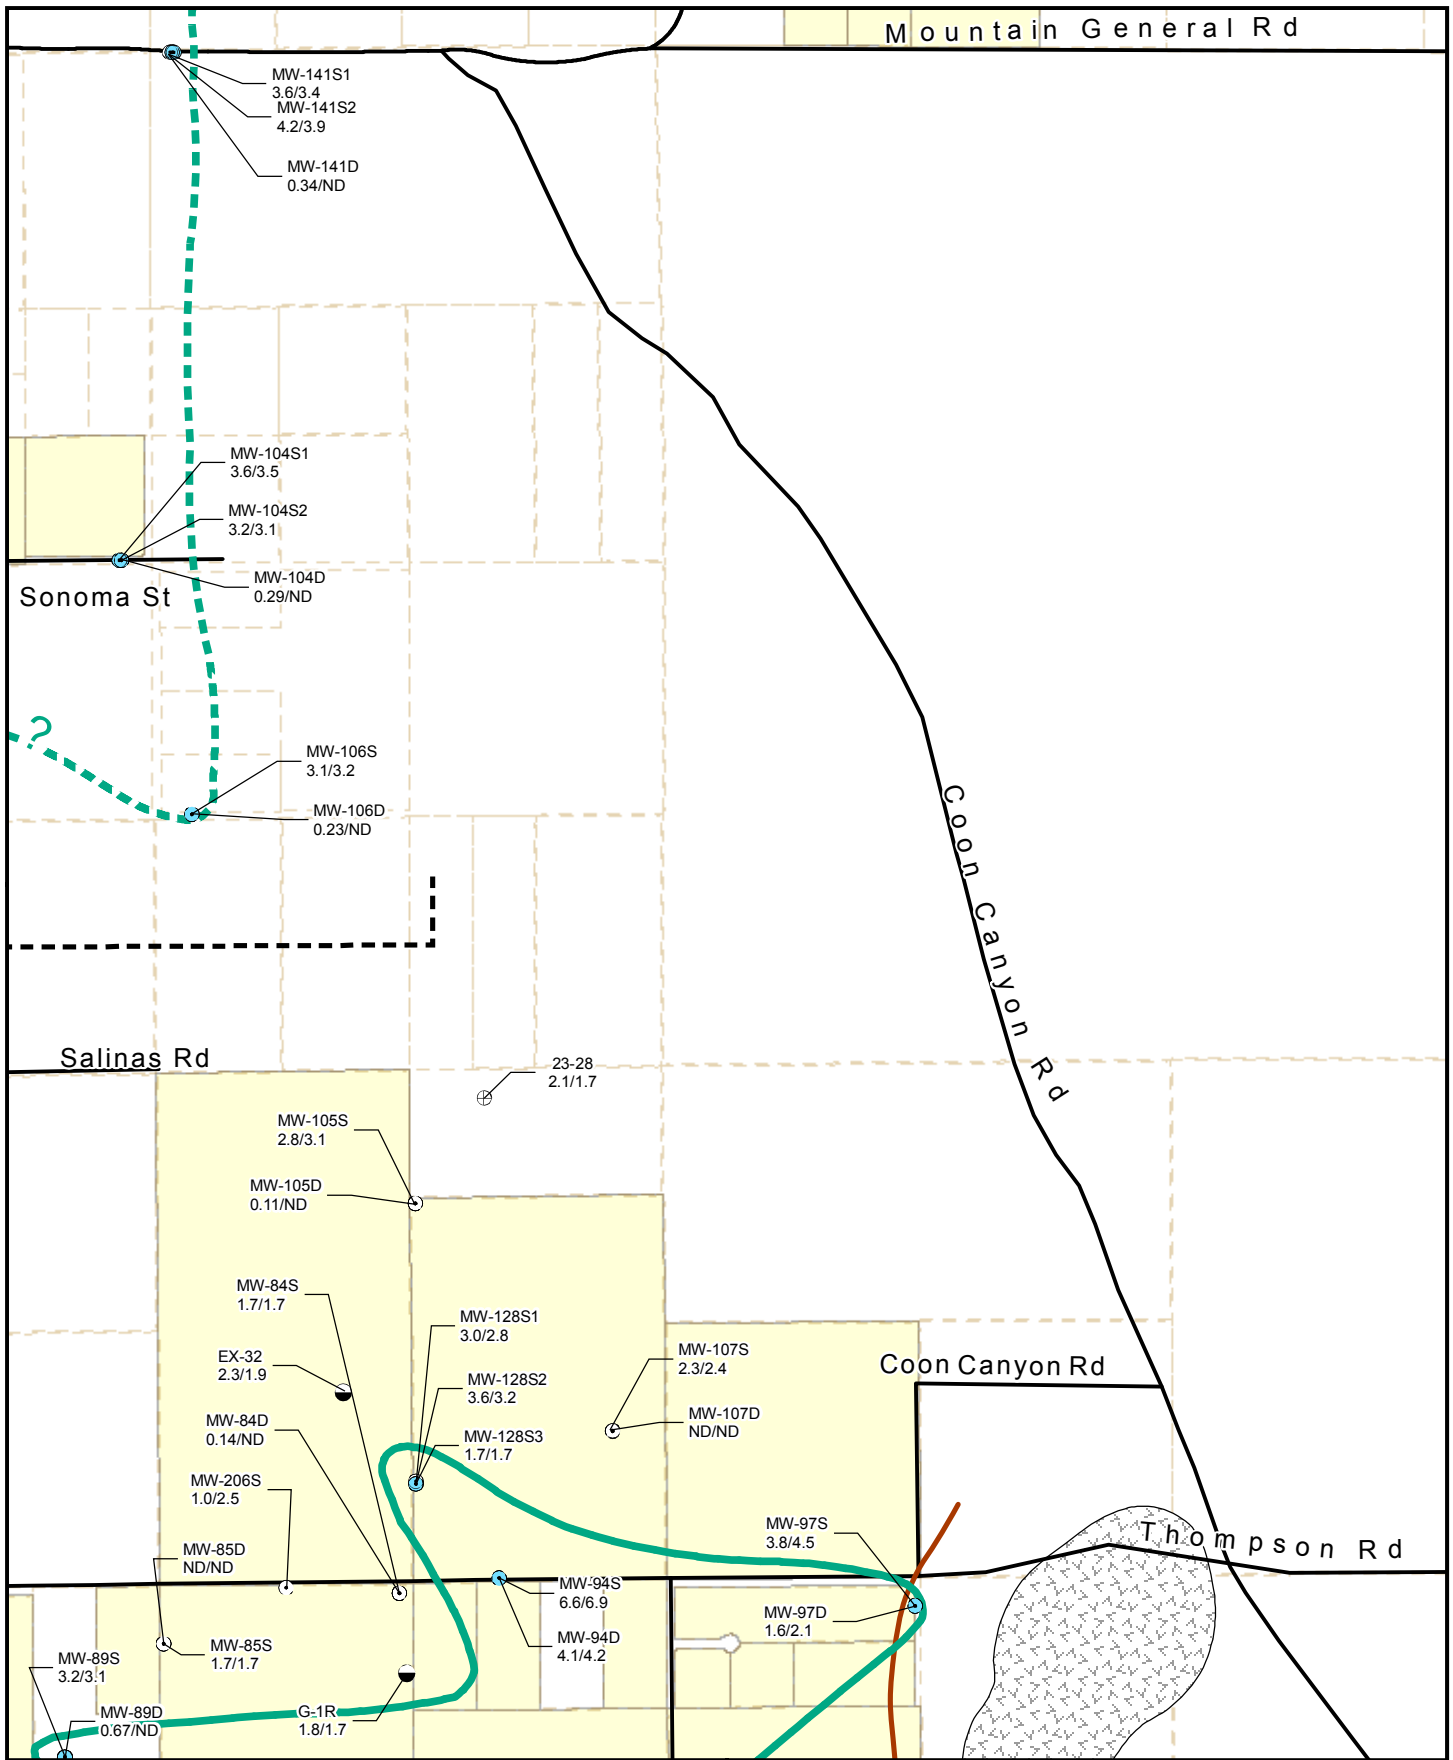 Mountain General Rd
MW-141S1
3.6/3.4
MW-141S2
4.2/3.9
MW-141D
0.34/ND
MW-104S1
3.6/3.5
MW-104S2
3.2/3.1
MW-104D
0.29/ND
Sonoma St
?
MW-106S
3.1/3.2
MW-106D
0.23/ND
Coon Canyon Rd
Salinas Rd
23-28
2.1/1.7
MW-105S
2.8/3.1
MW-105D
0.11/ND
MW-84S
1.7/1.7
MW-128S1
3.0/2.8
EX-32
2.3/1.9
MW-107S
2.3/2.4
Coon Canyon Rd
MW-128S2
3.6/3.2
MW-84D
0.14/ND
MW-107D
ND/ND
MW-128S3
1.7/1.7
MW-206S
1.0/2.5
MW-97S
3.8/4.5
Thompson Rd
MW-85D
ND/ND
MW-94S
6.6/6.9
MW-97D
1.6/2.1
MW-94D
4.1/4.2
MW-85S
1.7/1.7
MW-89S
3.2/3.1
MW-89D
0.67/ND
G-1R
1.8/1.7